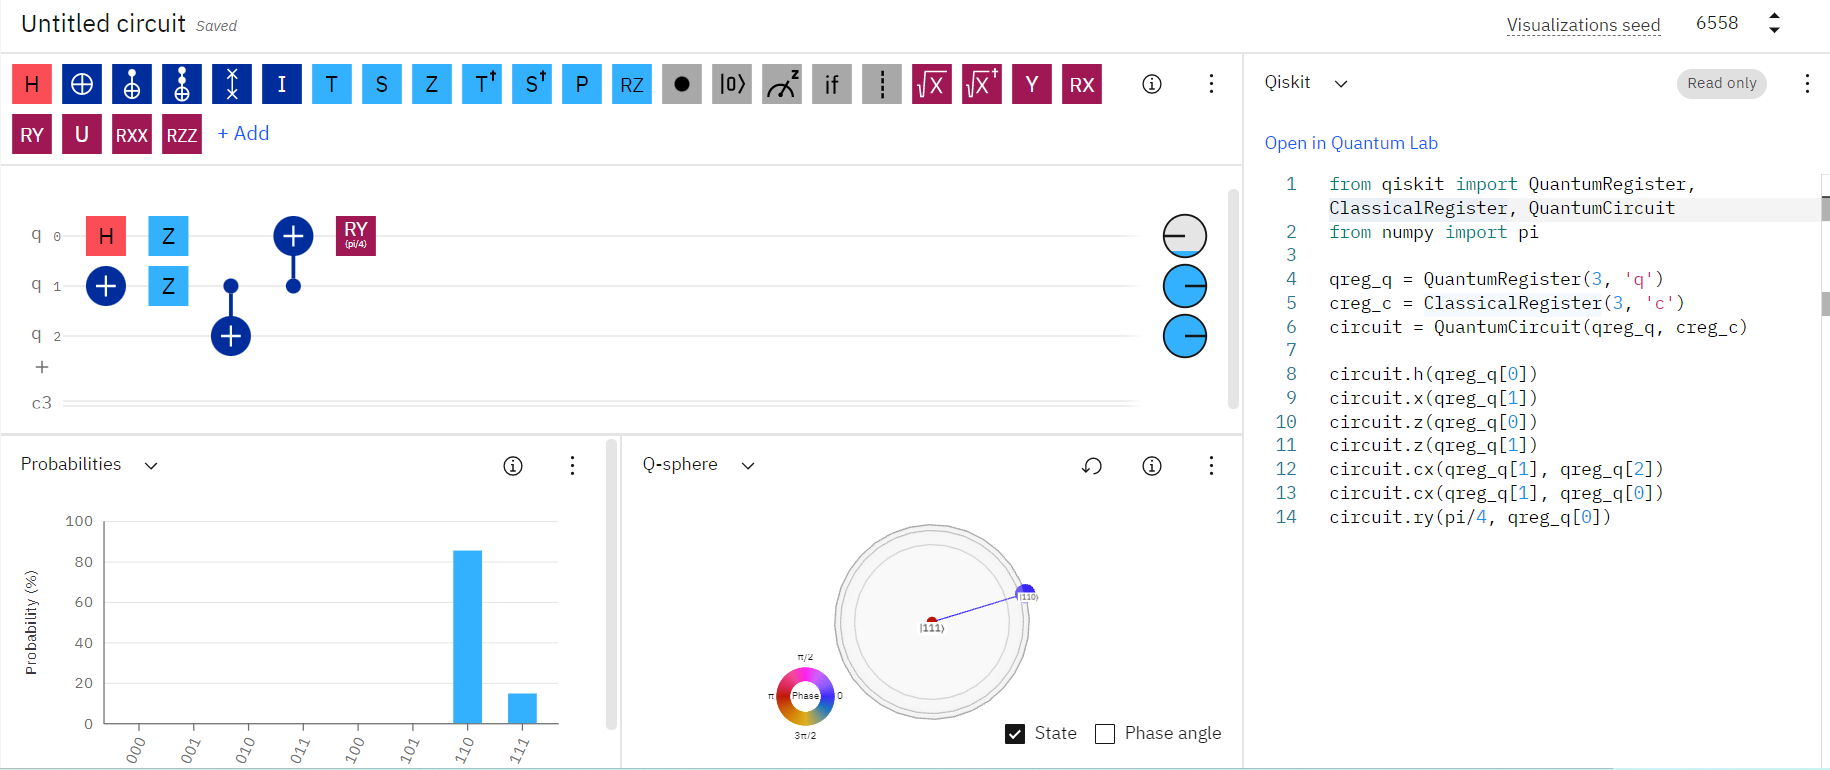 Untitled circuit Saved
Visualizations seed 6558
H T S Z T† S† P RZ |0⟩ z if √X √X† Y RX
I
RY U RXX RZZ + Add
Qiskit Read only
Open in Quantum Lab
q 0 H Z RY
(pi/4)
q 1 Z
q 2
+
c3
1 from qiskit import QuantumRegister,
ClassicalRegister, QuantumCircuit
2 from numpy import pi
3
4 qreg_q = QuantumRegister(3, 'q')
5 creg_c = ClassicalRegister(3, 'c')
6 circuit = QuantumCircuit(qreg_q, creg_c)
7
8 circuit.h(qreg_q[0])
9 circuit.x(qreg_q[1])
10 circuit.z(qreg_q[0])
11 circuit.z(qreg_q[1])
12 circuit.cx(qreg_q[1], qreg_q[2])
13 circuit.cx(qreg_q[1], qreg_q[0])
14 circuit.ry(pi/4, qreg_q[0])
Probabilities
Probability (%)
100
80
60
40
20
0
000 001 010 011 100 101 110 111
Q-sphere
|110⟩
|111⟩
π/2
π Phase 0
3π/2
State Phase angle